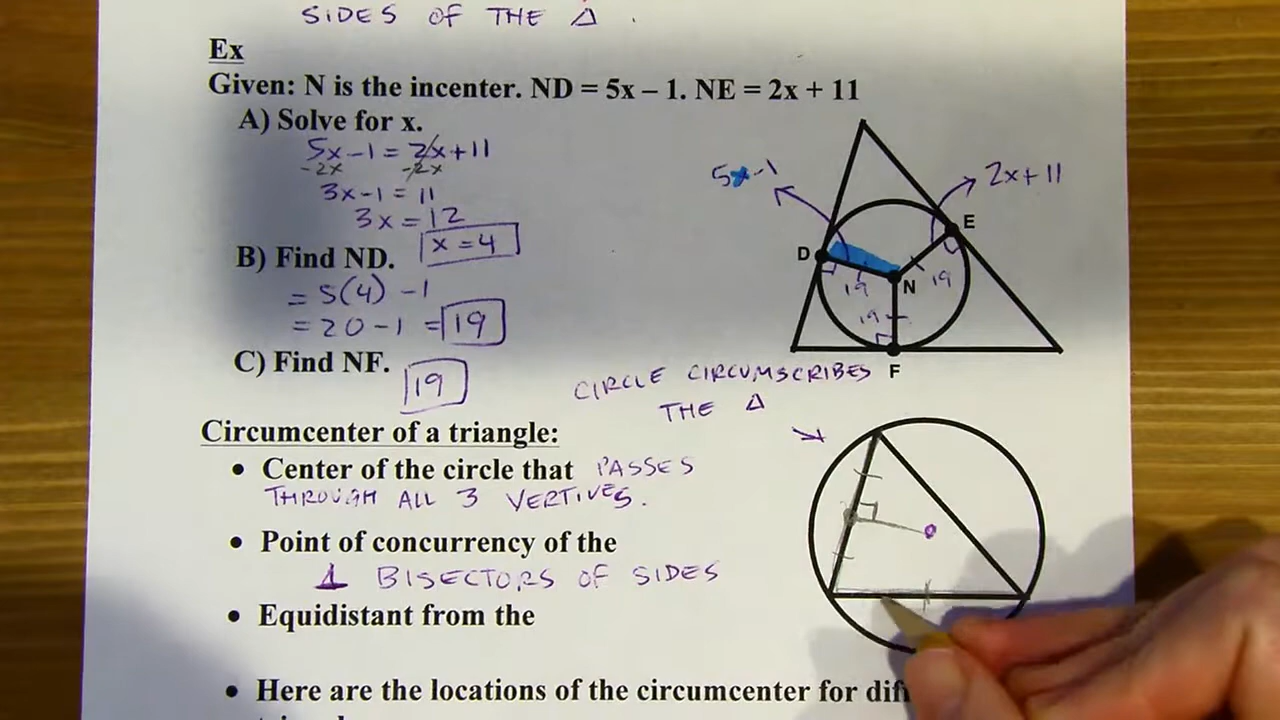 SIDES OF THE Δ.
Ex
Given: N is the incenter. ND = 5x – 1. NE = 2x + 11
A) Solve for x.
5x-1 = 2x+11
-2x -2x
3x-1 = 11
3x = 12
x = 4
B) Find ND.
= 5(4) -1
= 20-1 = 19
C) Find NF.
19
5x-1
2x+11
D
E
N
F
19
19
19
CIRCLE CIRCUMSCRIBES
THE Δ
Circumcenter of a triangle:
• Center of the circle that PASSES
THROUGH ALL 3 VERTIVES.
• Point of concurrency of the
⊥ BISECTORS OF SIDES
• Equidistant from the
• Here are the locations of the circumcenter for